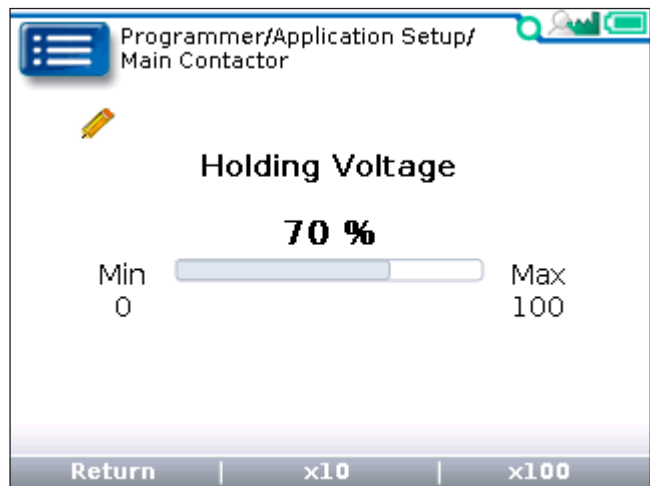 Programmer/Application Setup/
Main Contactor
Holding Voltage
70 %
Min Max
0 100
Return | x10 | x100